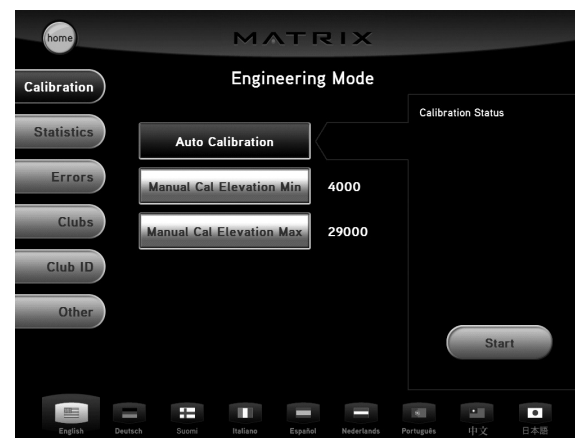 home
MATRIX
Engineering Mode
Calibration
Calibration Status
Statistics
Auto Calibration
Errors
Manual Cal Elevation Min 4000
Clubs
Manual Cal Elevation Max 29000
Club ID
Other
Start
English Deutsch Suomi Italiano Español Nederlands Português 中文 日本語